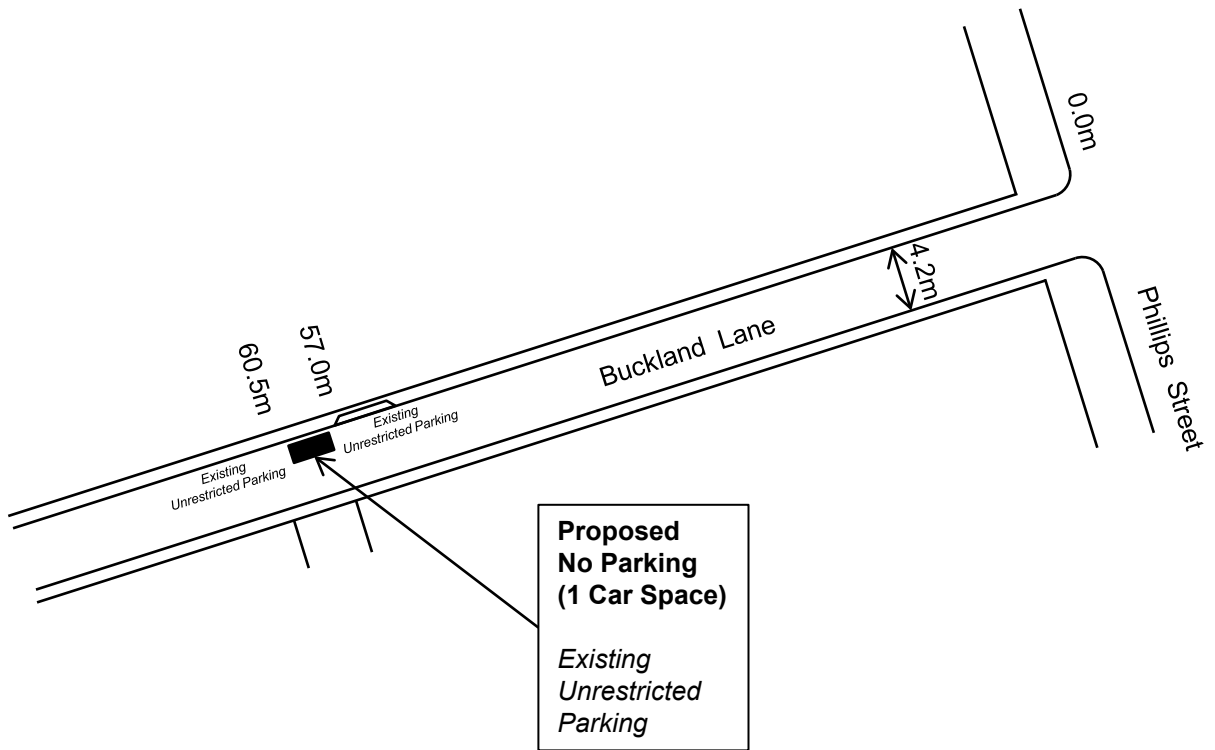 0.0m
4.2m
Phillips Street
Buckland Lane
57.0m
60.5m
Existing
Unrestricted Parking
Existing
Unrestricted Parking
Proposed
No Parking
(1 Car Space)
Existing
Unrestricted
Parking